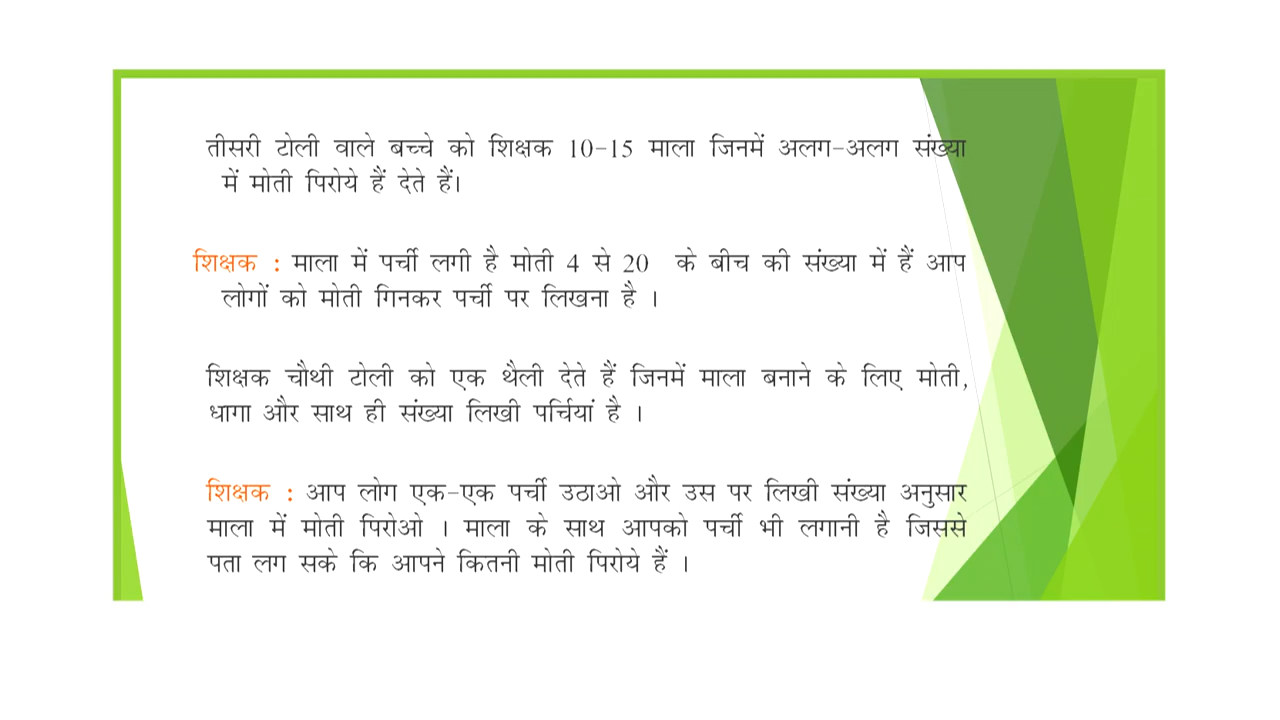 तीसरी टोली वाले बच्चे को शिक्षक 10-15 माला जिनमें अलग-अलग संख्या
में मोती पिरोये हैं देते हैं।
शिक्षक : माला में पर्ची लगी है मोती 4 से 20 के बीच की संख्या में हैं आप
लोगों को मोती गिनकर पर्ची पर लिखना है ।
शिक्षक चौथी टोली को एक थैली देते हैं जिनमें माला बनाने के लिए मोती,
धागा और साथ ही संख्या लिखी पर्चियां है ।
शिक्षक : आप लोग एक-एक पर्ची उठाओ और उस पर लिखी संख्या अनुसार
माला में मोती पिरोओ । माला के साथ आपको पर्ची भी लगानी है जिससे
पता लग सके कि आपने कितनी मोती पिरोये हैं ।